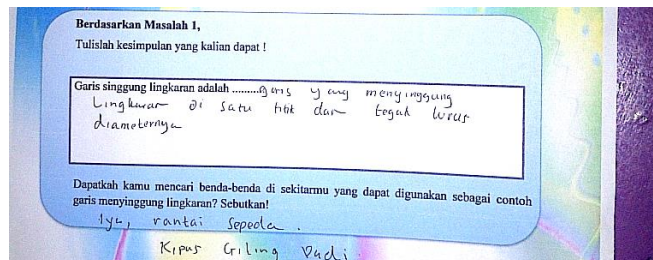 Berdasarkan Masalah 1,
Tulislah kesimpulan yang kalian dapat !
Garis singgung lingkaran adalah .........garis yang menyinggung
Lingkaran di satu titik dan tegak lurus
diameternya
Dapatkah kamu mencari benda-benda di sekitarmu yang dapat digunakan sebagai contoh
garis menyinggung lingkaran? Sebutkan!
Iya, rantai sepeda.
Kipas Giling Padi.